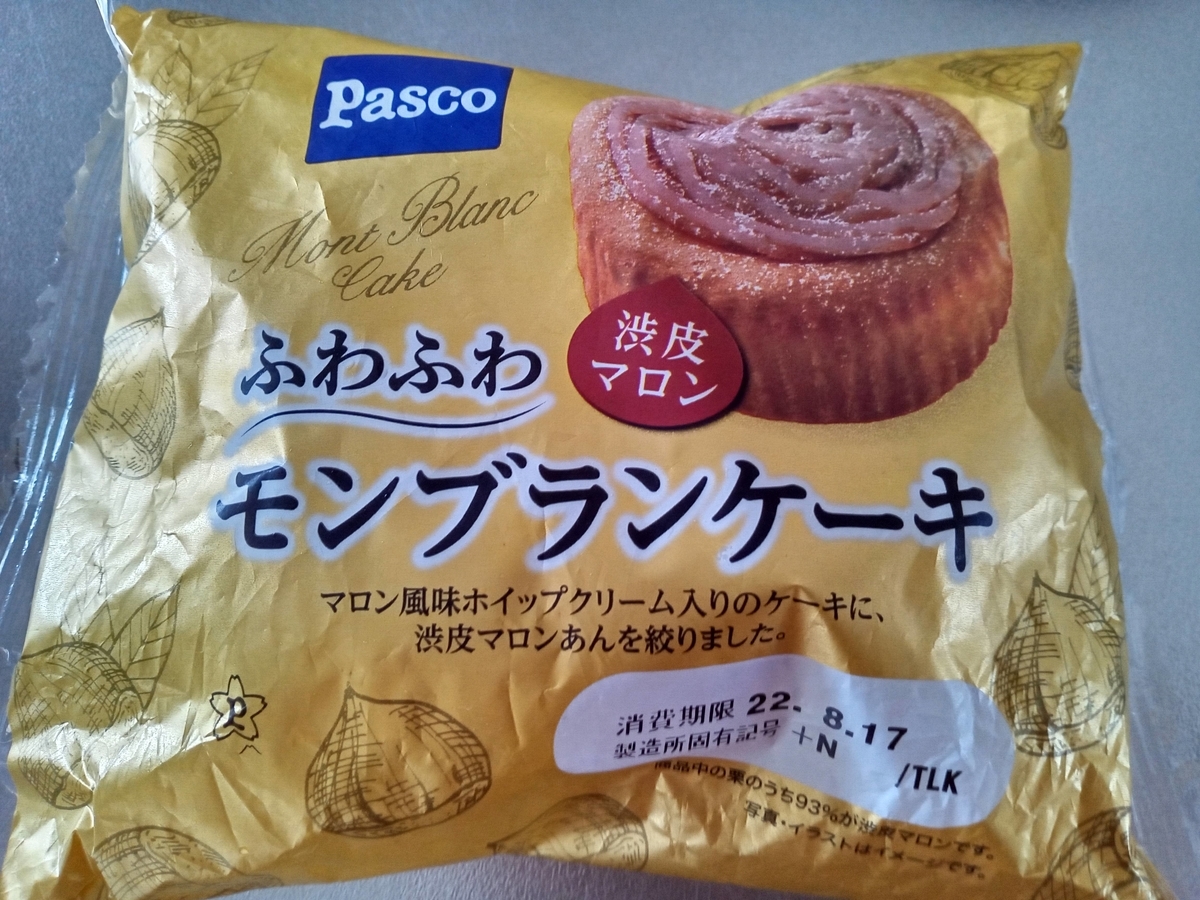 Pasco
Mont Blanc
Cake
渋皮
マロン
ふわふわ
モンブランケーキ
マロン風味ホイップクリーム入りのケーキに、
渋皮マロンあんを絞りました。
P
消費期限 22. 8.17
製造所固有記号 +N
/TLK
商品中の栗のうち93%が渋皮マロンです。
写真・イラストはイメージです。